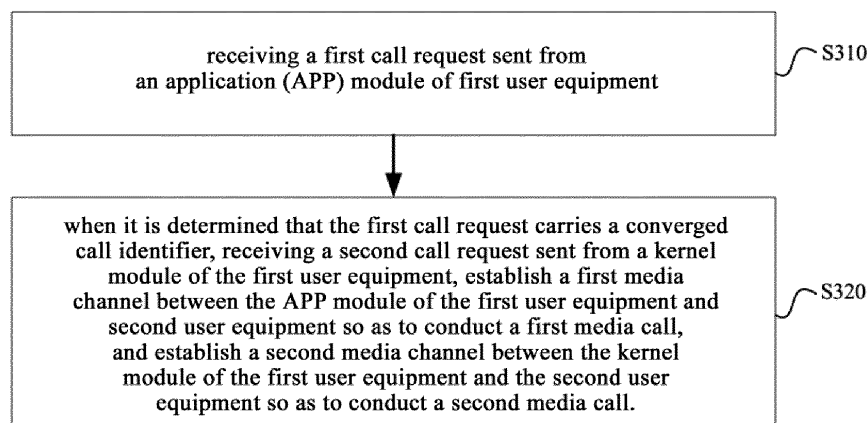 receiving a first call request sent from
an application (APP) module of first user equipment
S310
when it is determined that the first call request carries a converged
call identifier, receiving a second call request sent from a kernel
module of the first user equipment, establish a first media
channel between the APP module of the first user equipment and
second user equipment so as to conduct a first media call,
and establish a second media channel between the kernel
module of the first user equipment and the second user
equipment so as to conduct a second media call.
S320